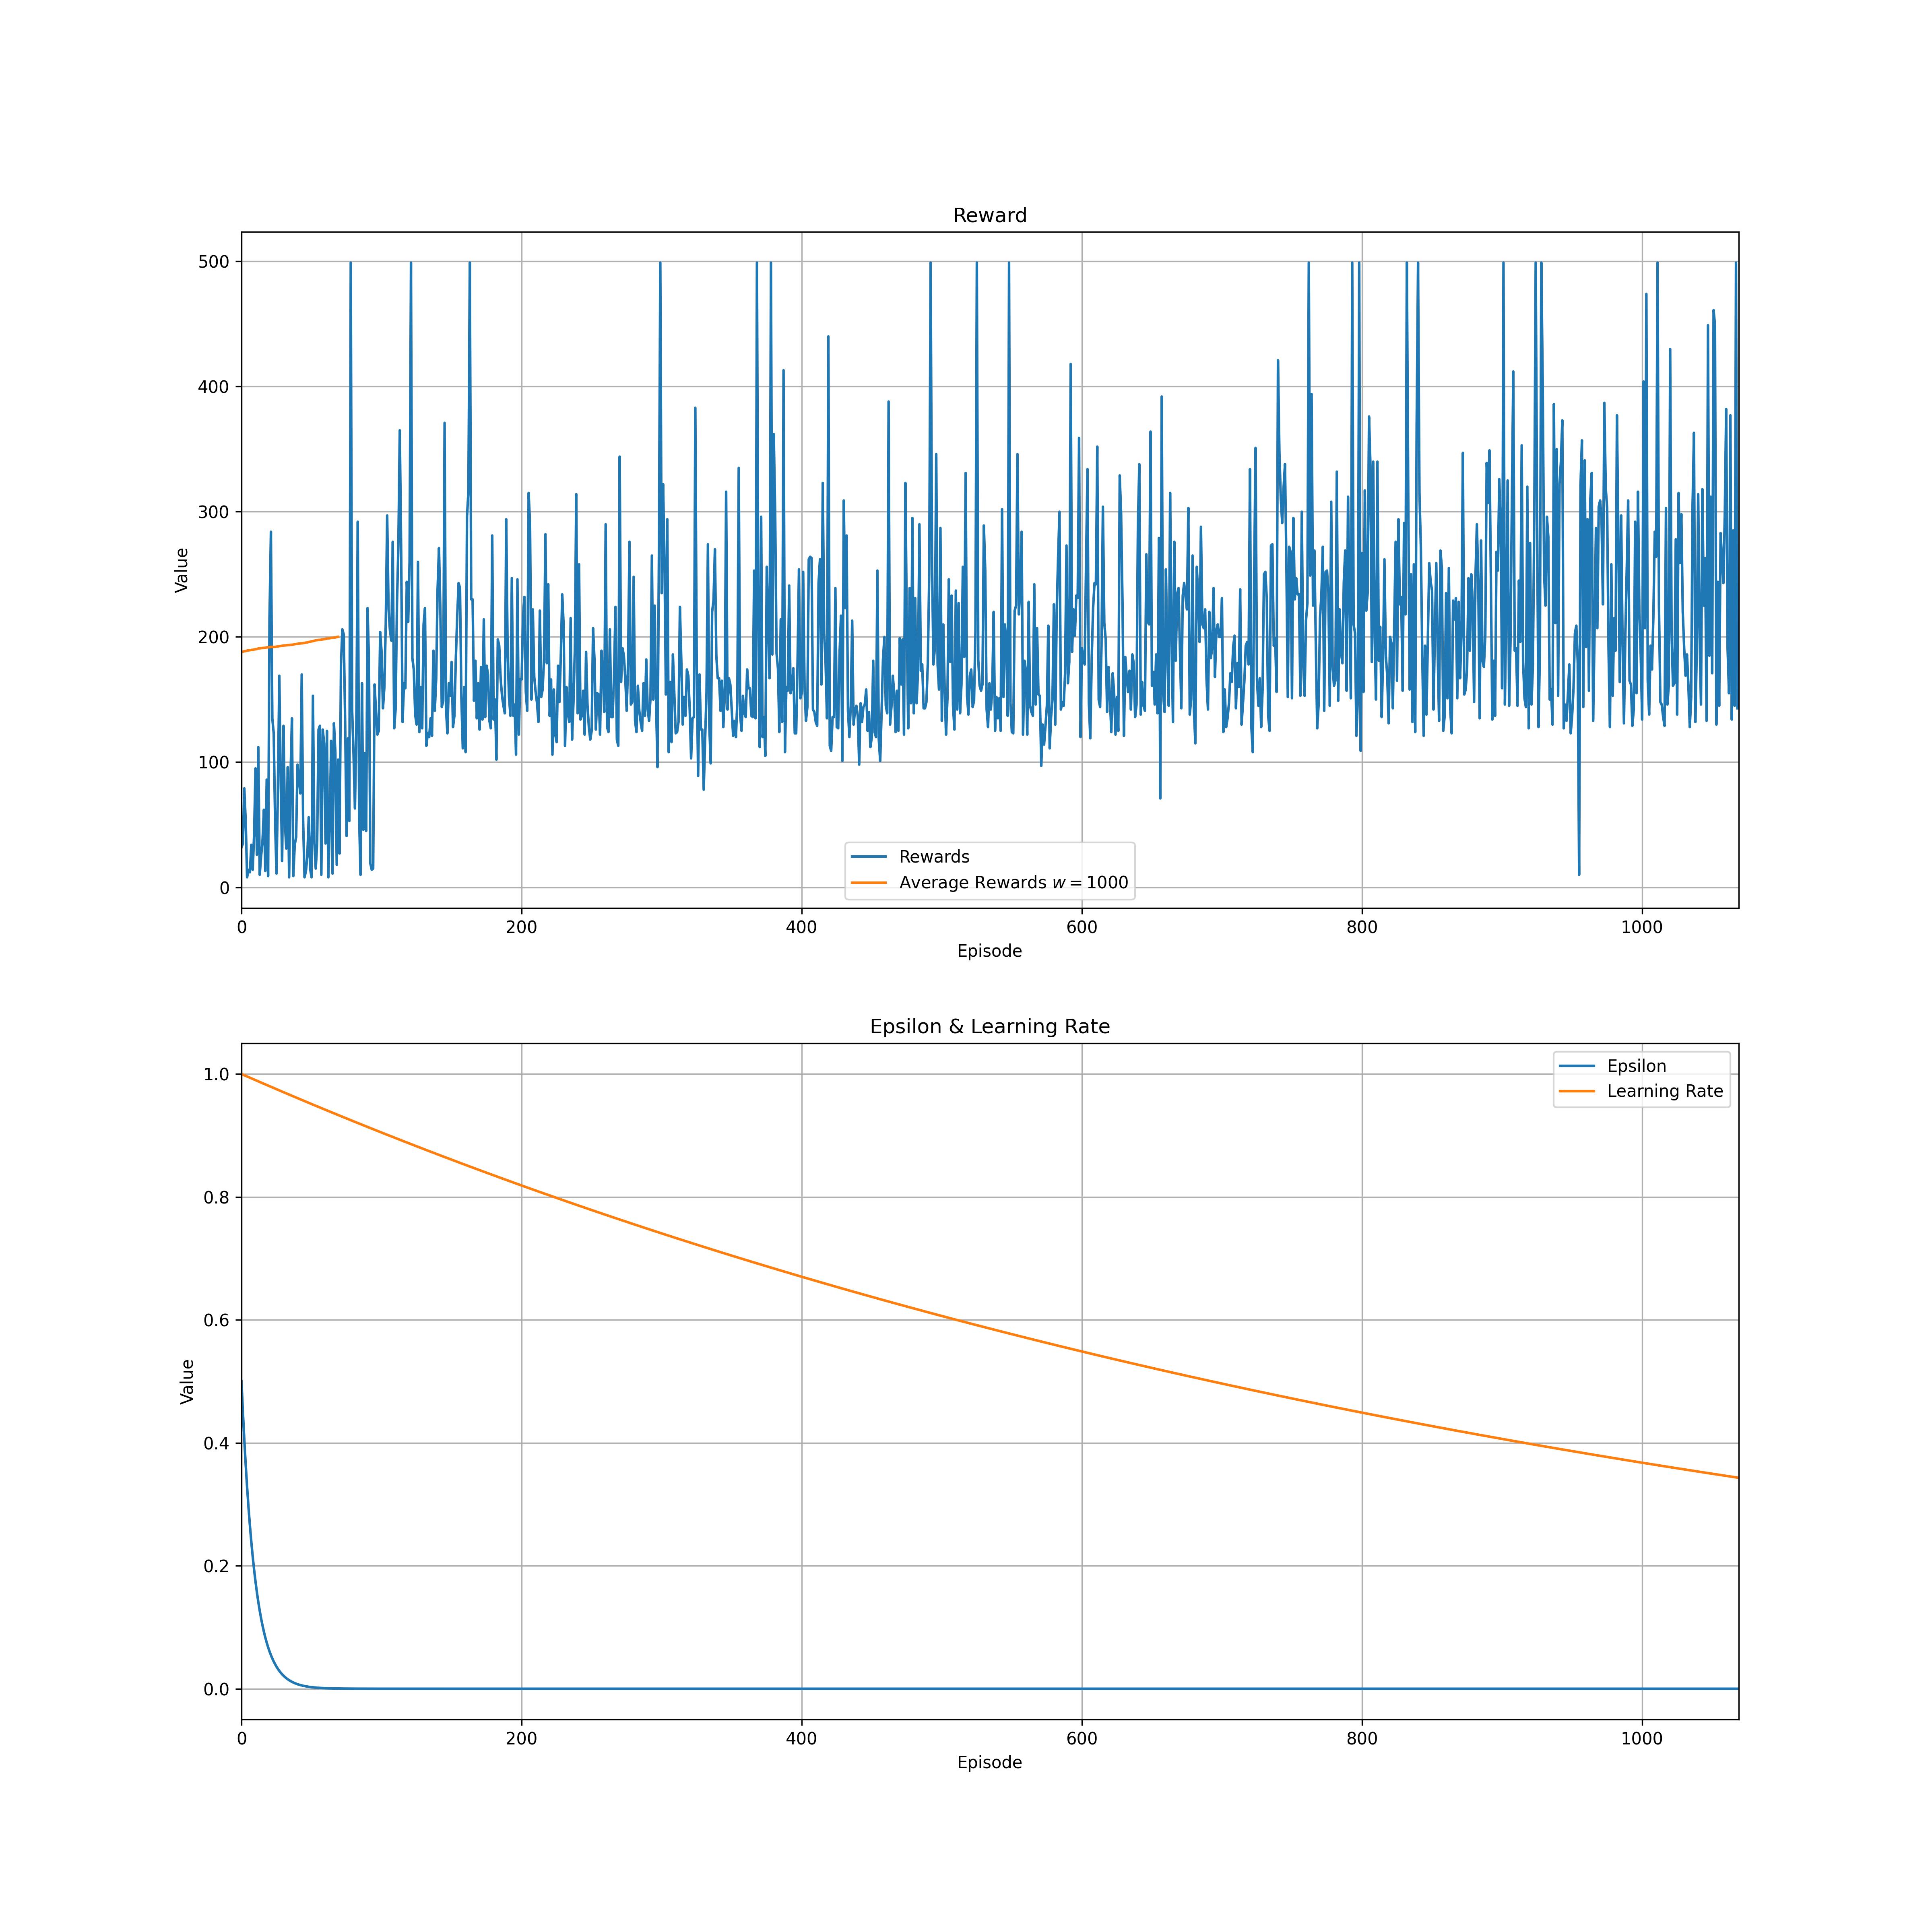 Reward
Value
500
400
300
200
100
0
Rewards
Average Rewards w = 1000
0 200 400 600 800 1000
Episode
Epsilon & Learning Rate
Value
1.0
0.8
0.6
0.4
0.2
0.0
Epsilon
Learning Rate
0 200 400 600 800 1000
Episode